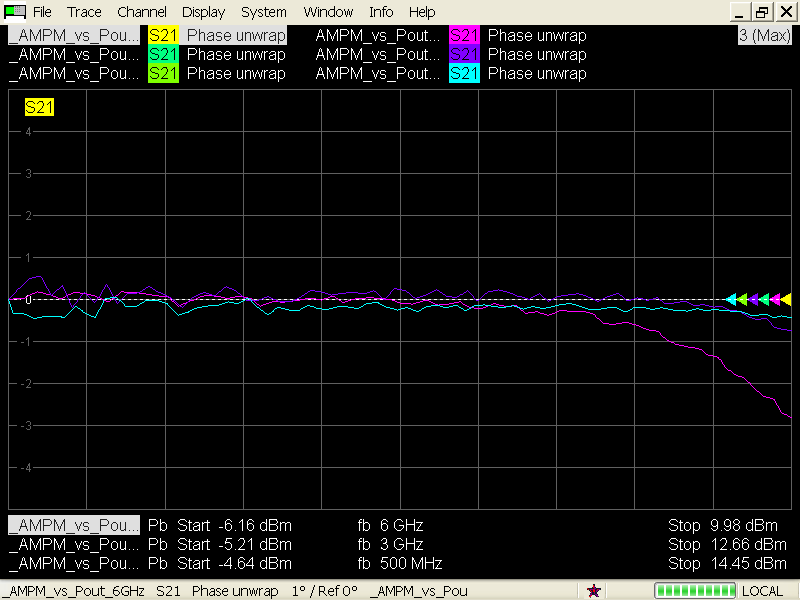 File Trace Channel Display System Window Info Help
_AMPM_vs_Pou... S21 Phase unwrap AMPM_vs_Pout... S21 Phase unwrap 3 (Max)
_AMPM_vs_Pou... S21 Phase unwrap AMPM_vs_Pout... S21 Phase unwrap
_AMPM_vs_Pou... S21 Phase unwrap AMPM_vs_Pout... S21 Phase unwrap
S21
4
3
2
1
0
-1
-2
-3
-4
_AMPM_vs_Pou... Pb Start -6.16 dBm fb 6 GHz Stop 9.98 dBm
_AMPM_vs_Pou... Pb Start -5.21 dBm fb 3 GHz Stop 12.66 dBm
_AMPM_vs_Pou... Pb Start -4.64 dBm fb 500 MHz Stop 14.45 dBm
_AMPM_vs_Pout_6GHz S21 Phase unwrap 1° / Ref 0° _AMPM_vs_Pou LOCAL